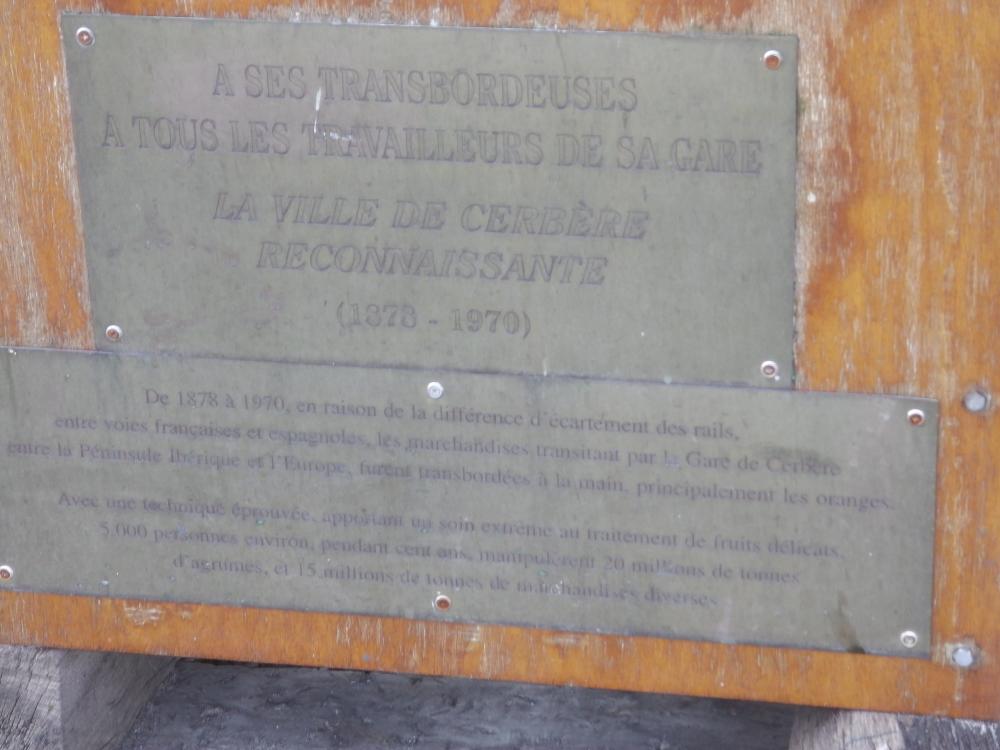 A SES TRANSBORDEUSES
A TOUS LES TRAVAILLEURS DE SA GARE
LA VILLE DE CERBÈRE
RECONNAISSANTE
(1878 - 1970)
De 1878 à 1970, en raison de la différence d'écartement des rails,
entre voies françaises et espagnoles, les marchandises transitant par la Gare de Cerbère
entre la Péninsule Ibérique et l'Europe, furent transbordées à la main, principalement les oranges.
Avec une technique éprouvée, apportant un soin extrême au traitement de fruits délicats,
5.000 personnes environ, pendant cent ans, manipulèrent 20 millions de tonnes
d'agrumes, et 15 millions de tonnes de marchandises diverses